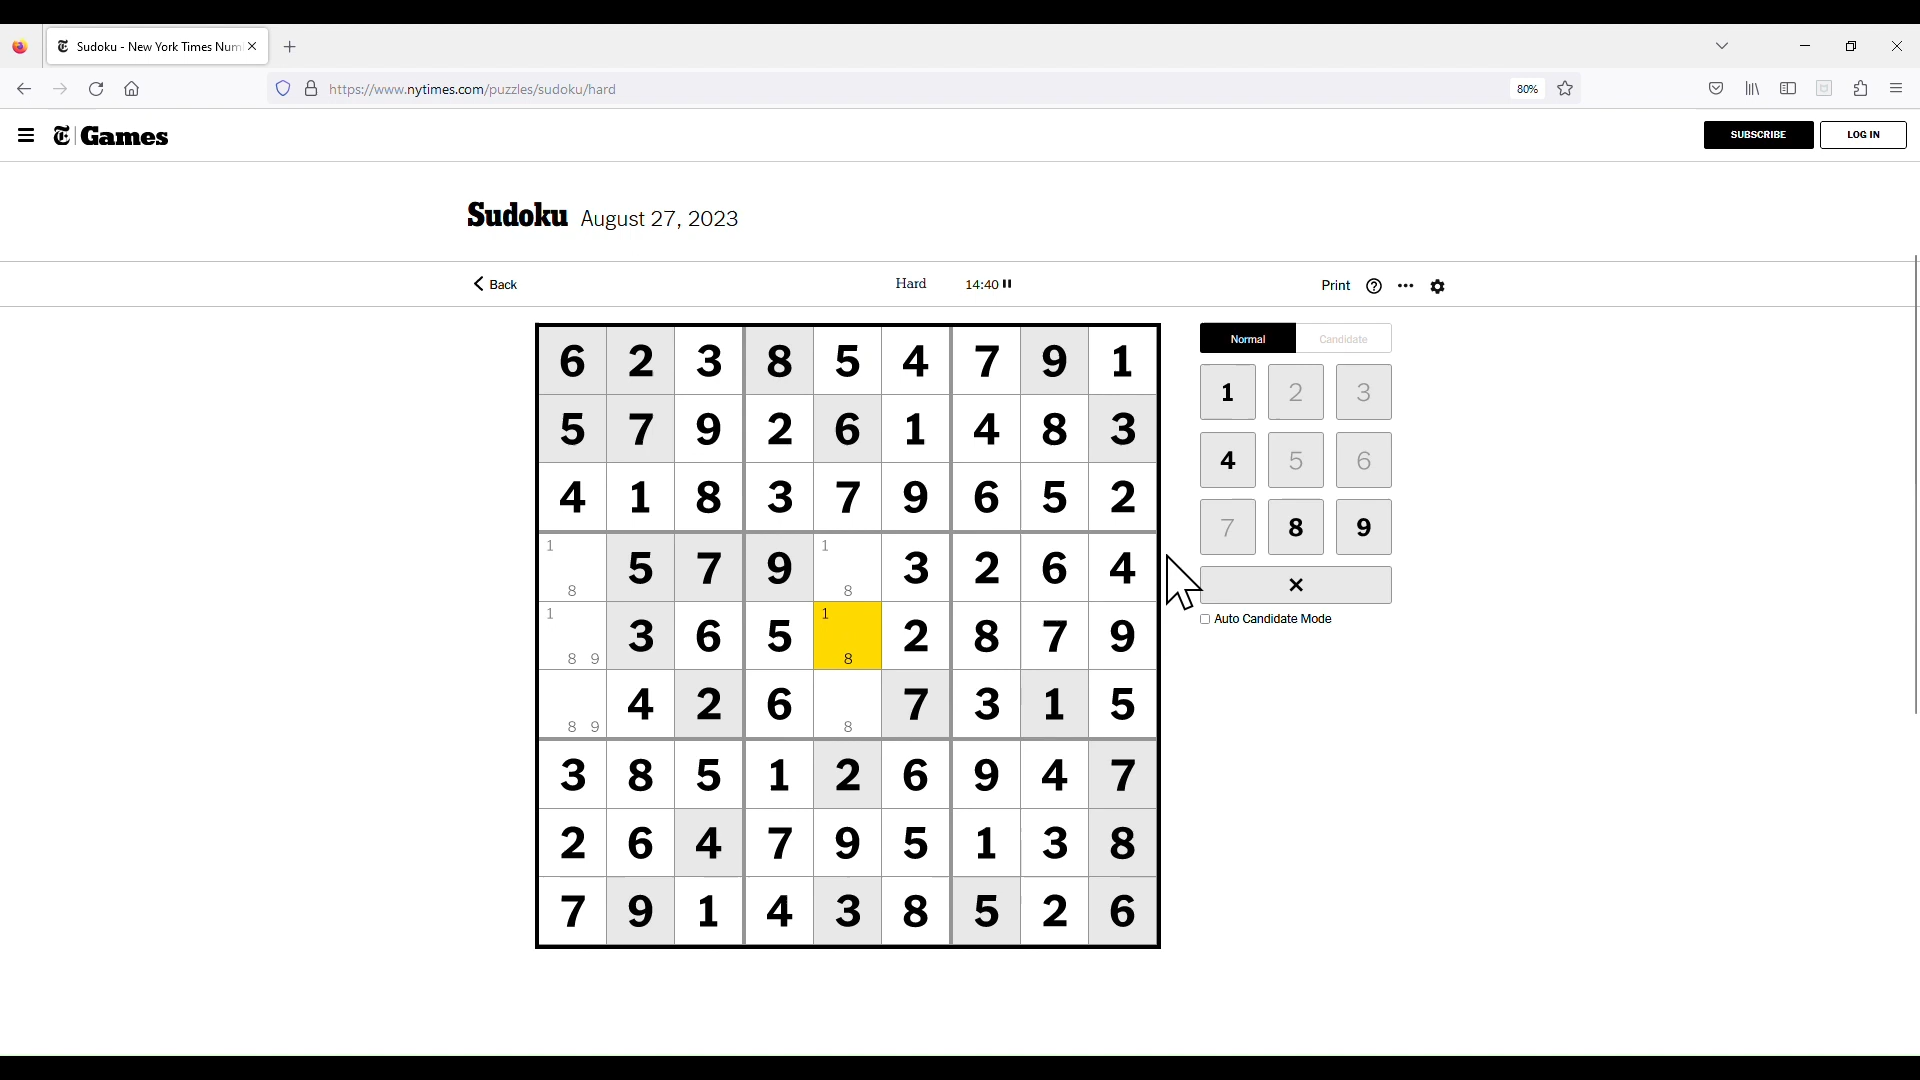 Sudoku - New York Times Num
https://www.nytimes.com/puzzles/sudoku/hard
80%
Games
SUBSCRIBE
LOG IN
Sudoku August 27, 2023
Back
Hard
14:40
Print
6 2 3 8 5 4 7 9 1
5 7 9 2 6 1 4 8 3
4 1 8 3 7 9 6 5 2
1 8 5 7 9 1 8 3 2 6 4
1 8 9 3 6 5 1 8 2 8 7 9
8 9 4 2 6 8 7 3 1 5
3 8 5 1 2 6 9 4 7
2 6 4 7 9 5 1 3 8
7 9 1 4 3 8 5 2 6
Normal
Candidate
1 2 3
4 5 6
7 8 9
Auto Candidate Mode